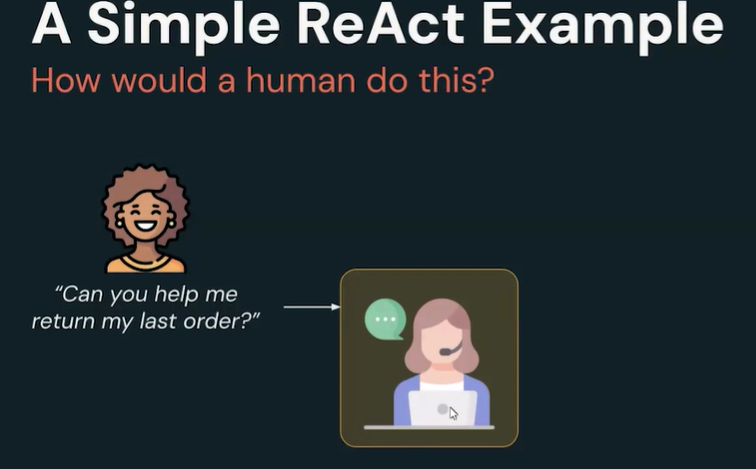 A Simple ReAct Example
How would a human do this?
“Can you help me
return my last order?”